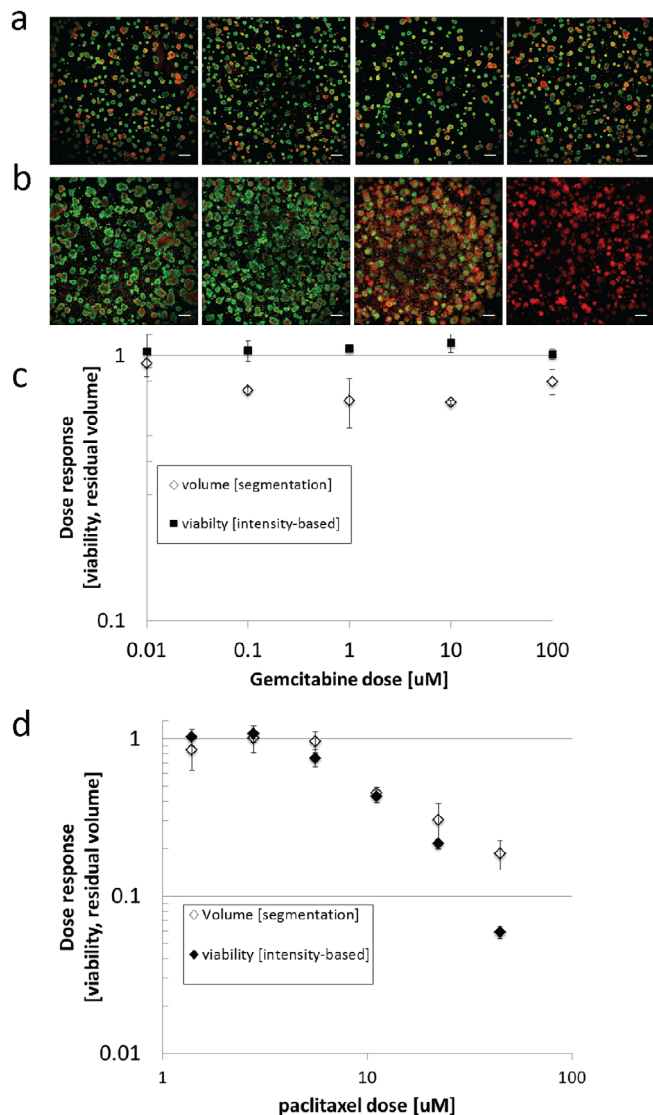 a
b
c
1
0.1
Dose response
[viability, residual volume]
volume [segmentation]
viabilty [intensity-based]
0.01 0.1 1 10 100
Gemcitabine dose [uM]
d
1
0.1
0.01
Dose response
[viability, residual volume]
Volume [segmentation]
viability [intensity-based]
1 10 100
paclitaxel dose [uM]